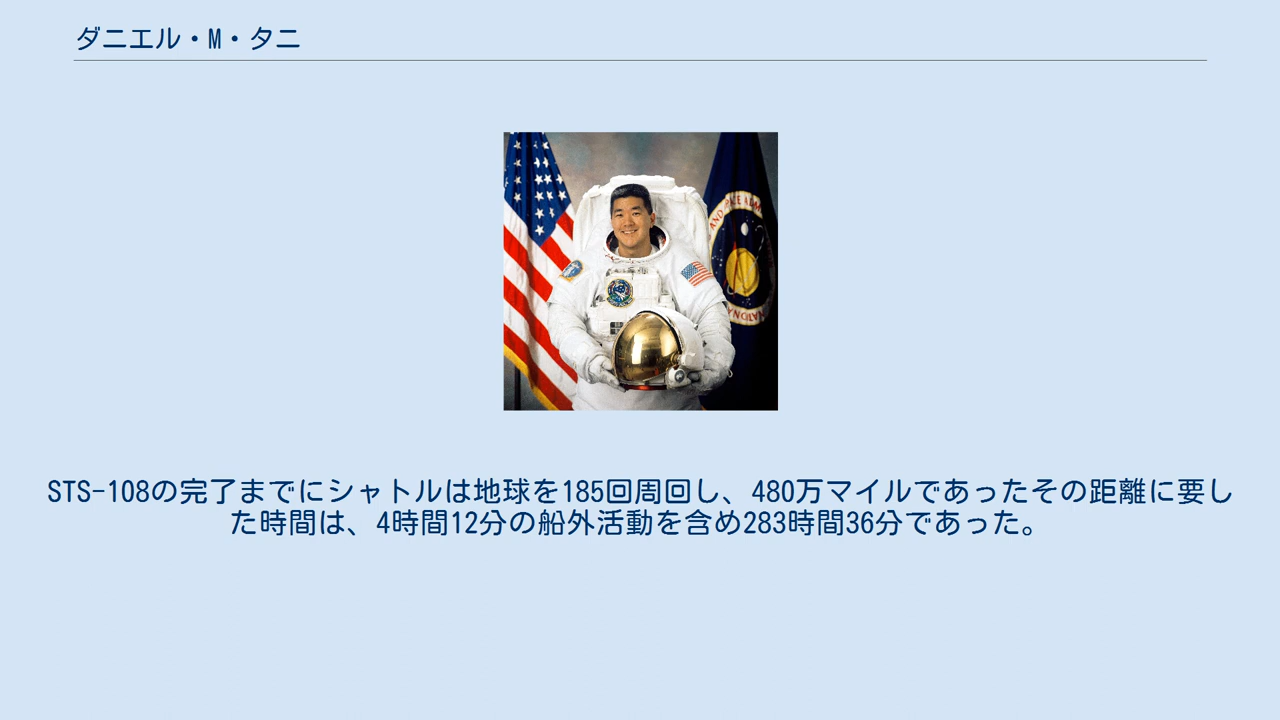 ダニエル・M・タニ
STS-108の完了までにシャトルは地球を185回周回し、480万マイルであったその距離に要し
た時間は、4時間12分の船外活動を含め283時間36分であった。